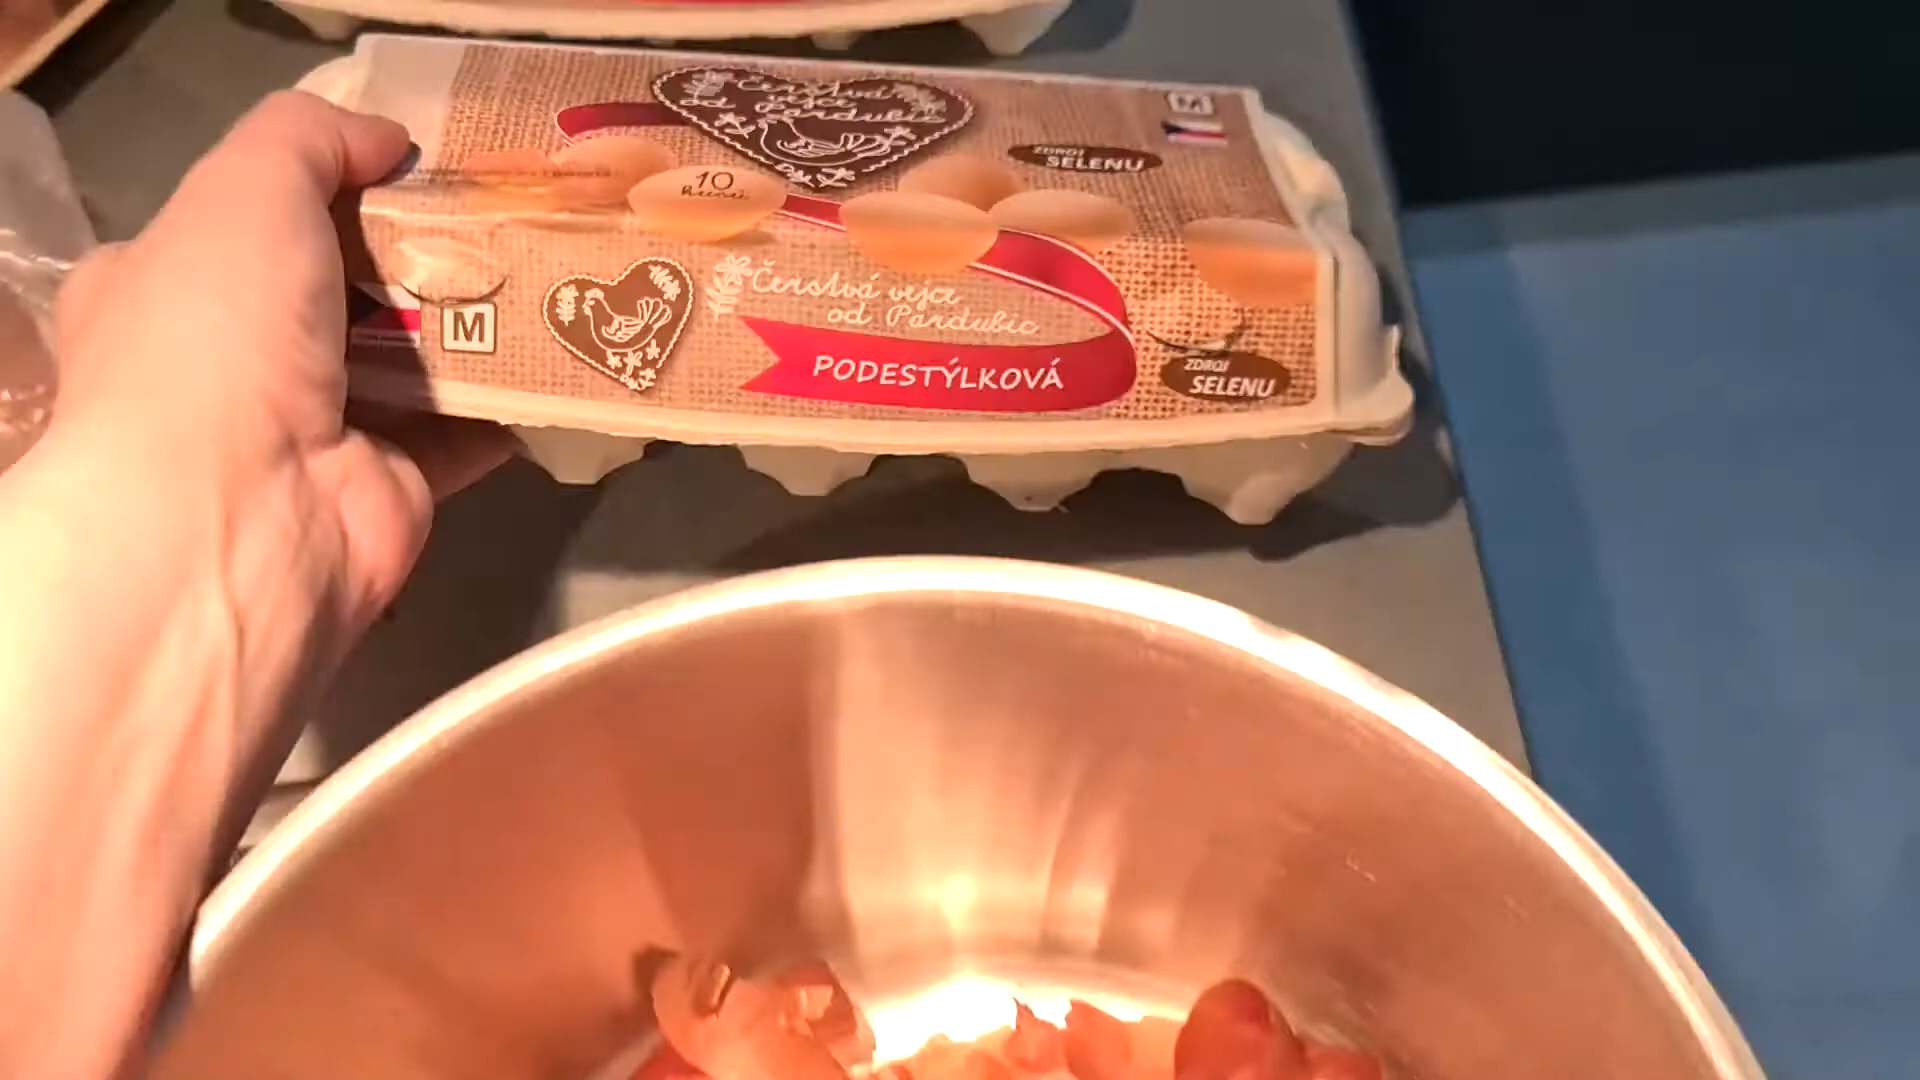 Čerstvá
vejce
od Pardubic
M
ZDROJ
SELENU
10
Čerstvá vejce
od Pardubic
M
PODESTÝLKOVÁ
ZDROJ
SELENU